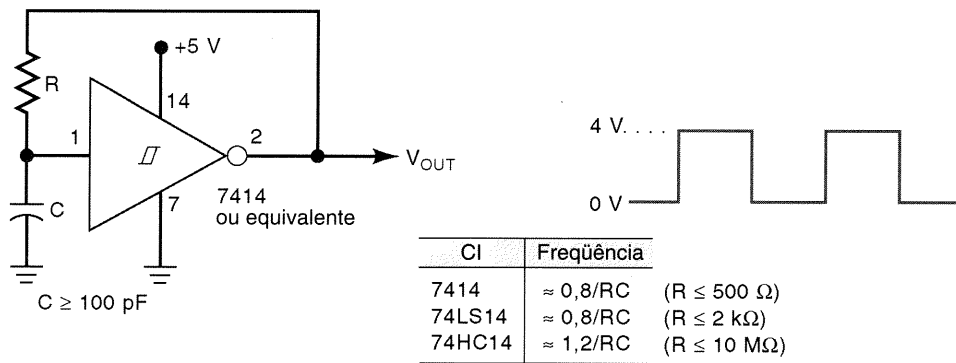 +5 V
R
14
1
2
4 V....
VOUT
C
7
7414
ou equivalente
0 V
C ≥ 100 pF
CI Freqüência
7414 ≈ 0,8/RC (R ≤ 500 Ω)
74LS14 ≈ 0,8/RC (R ≤ 2 kΩ)
74HC14 ≈ 1,2/RC (R ≤ 10 MΩ)